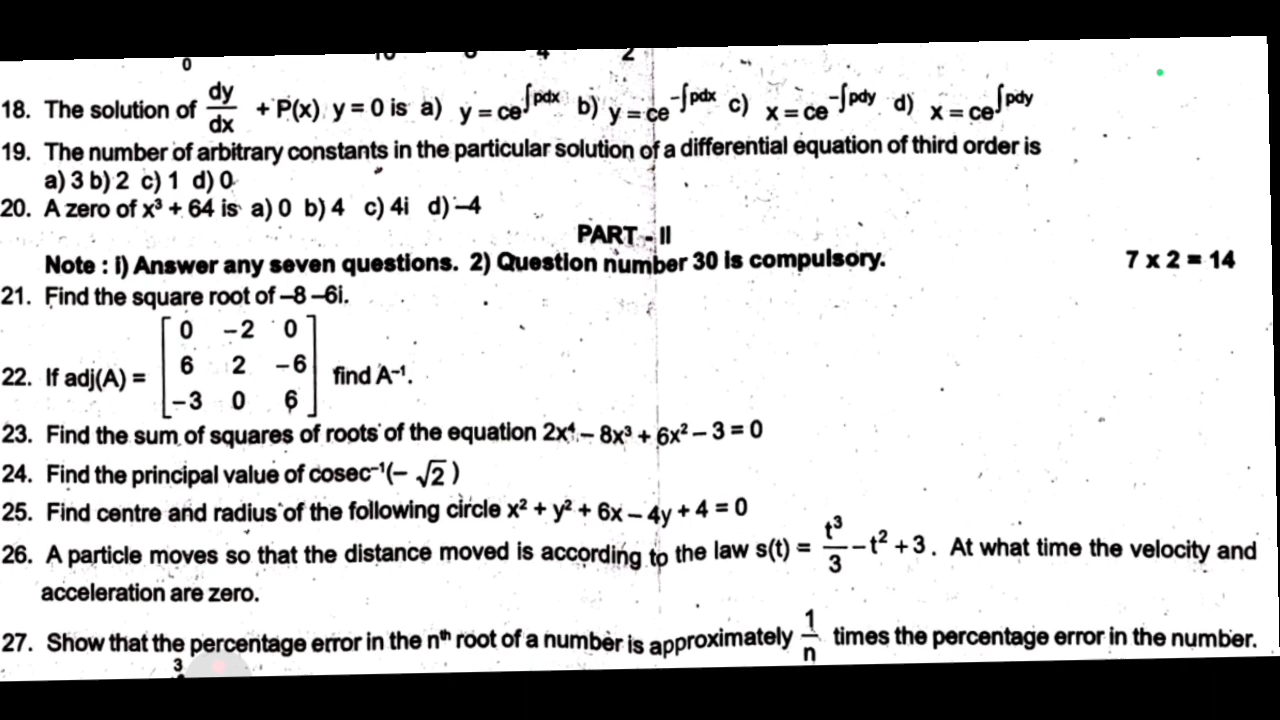 0
18. The solution of dy/dx + P(x) y = 0 is a) y = ce^∫pdx b) y = ce^-∫pdx c) x = ce^-∫pdy d) x = ce^∫pdy
19. The number of arbitrary constants in the particular solution of a differential equation of third order is
a) 3 b) 2 c) 1 d) 0
20. A zero of x³ + 64 is a) 0 b) 4 c) 4i d) –4
PART - II
Note : i) Answer any seven questions. 2) Question number 30 is compulsory. 7 x 2 = 14
21. Find the square root of –8 –6i.
22. If adj(A) = [0 –2 0
6 2 –6
–3 0 6] find A⁻¹.
23. Find the sum of squares of roots of the equation 2x⁴ – 8x³ + 6x² – 3 = 0
24. Find the principal value of cosec⁻¹(– √2 )
25. Find centre and radius of the following circle x² + y² + 6x – 4y + 4 = 0
26. A particle moves so that the distance moved is according to the law s(t) = t³/3 – t² + 3. At what time the velocity and
acceleration are zero.
27. Show that the percentage error in the nᵗʰ root of a number is approximately 1/n times the percentage error in the number.
3